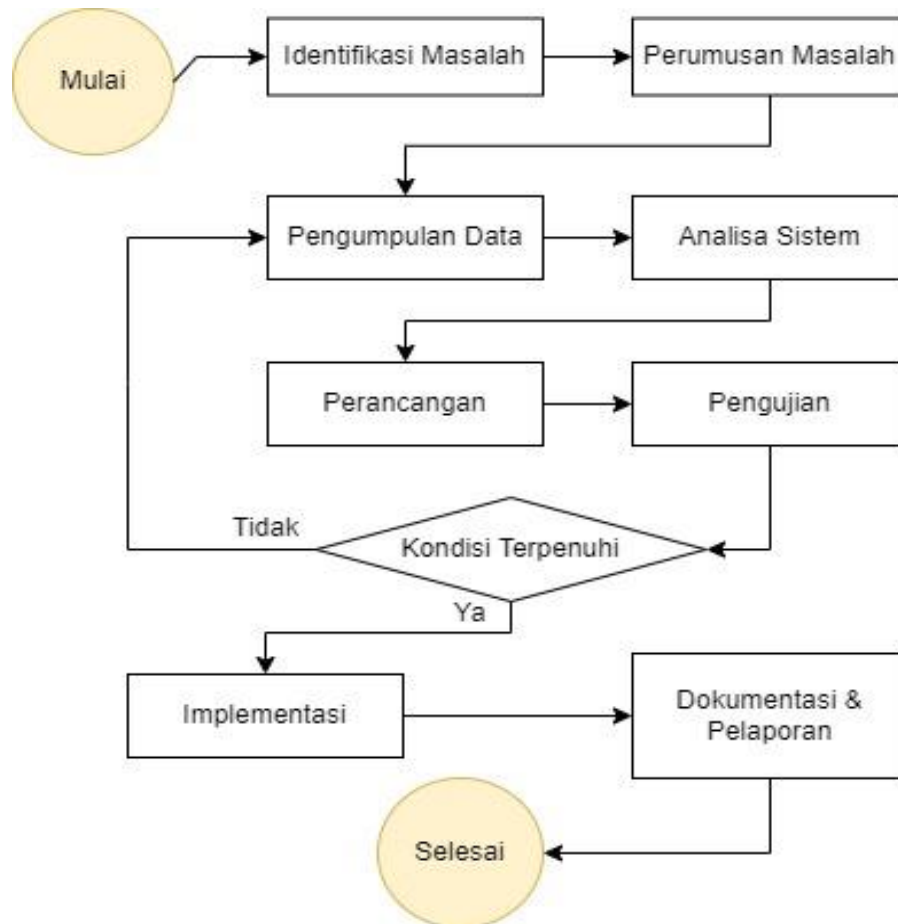 Mulai
Identifikasi Masalah
Perumusan Masalah
Pengumpulan Data
Analisa Sistem
Perancangan
Pengujian
Tidak
Kondisi Terpenuhi
Ya
Implementasi
Dokumentasi &
Pelaporan
Selesai